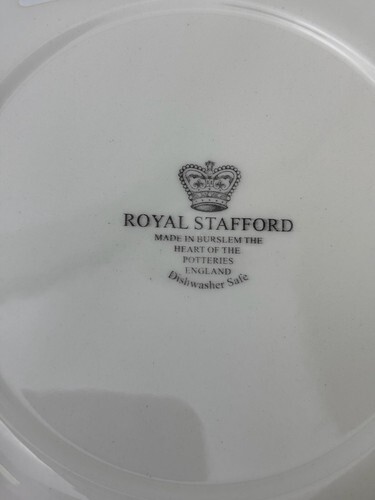 ROYAL STAFFORD
MADE IN BURSLEM THE
HEART OF THE
POTTERIES
ENGLAND
Dishwasher Safe